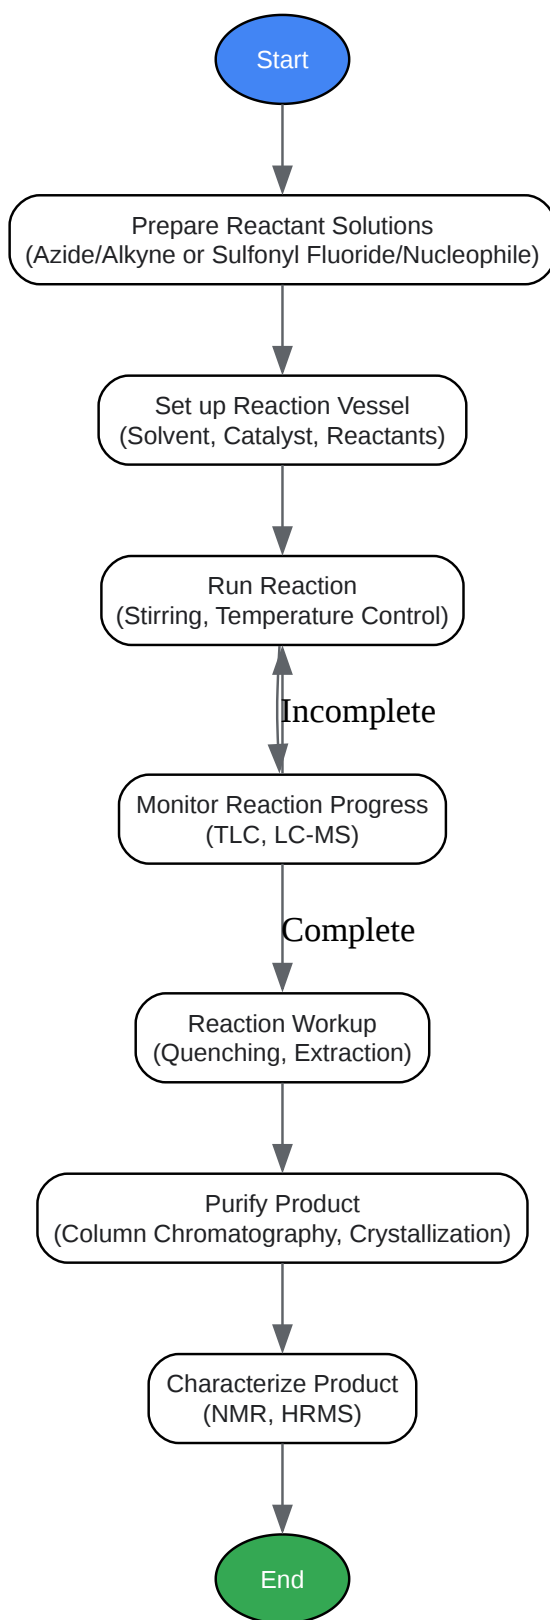 Start
Prepare Reactant Solutions
(Azide/Alkyne or Sulfonyl Fluoride/Nucleophile)
Set up Reaction Vessel
(Solvent, Catalyst, Reactants)
Run Reaction
(Stirring, Temperature Control)
Incomplete
Monitor Reaction Progress
(TLC, LC-MS)
Complete
Reaction Workup
(Quenching, Extraction)
Purify Product
(Column Chromatography, Crystallization)
Characterize Product
(NMR, HRMS)
End